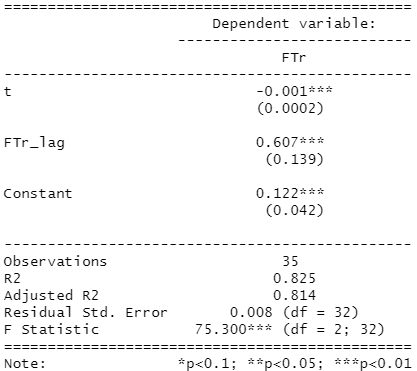 Dependent variable:
FTr
t -0.001***
(0.0002)
FTr_lag 0.607***
(0.139)
Constant 0.122***
(0.042)
Observations 35
R2 0.825
Adjusted R2 0.814
Residual Std. Error 0.008 (df = 32)
F Statistic 75.300*** (df = 2; 32)
Note: *p<0.1; **p<0.05; ***p<0.01